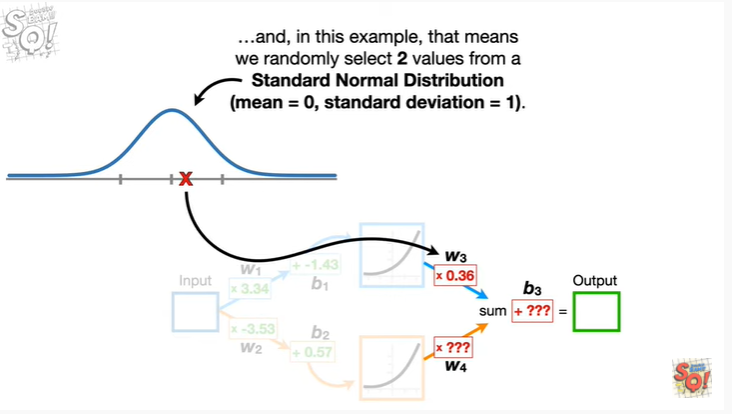 StatQuest!
...and, in this example, that means
we randomly select 2 values from a
Standard Normal Distribution
(mean = 0, standard deviation = 1).
X
Input
w1
x 3.34
+ -1.43
b1
x -3.53
w2
b2
+ 0.57
w3
x 0.36
x ???
w4
sum
b3
+ ???
=
Output
SQ!